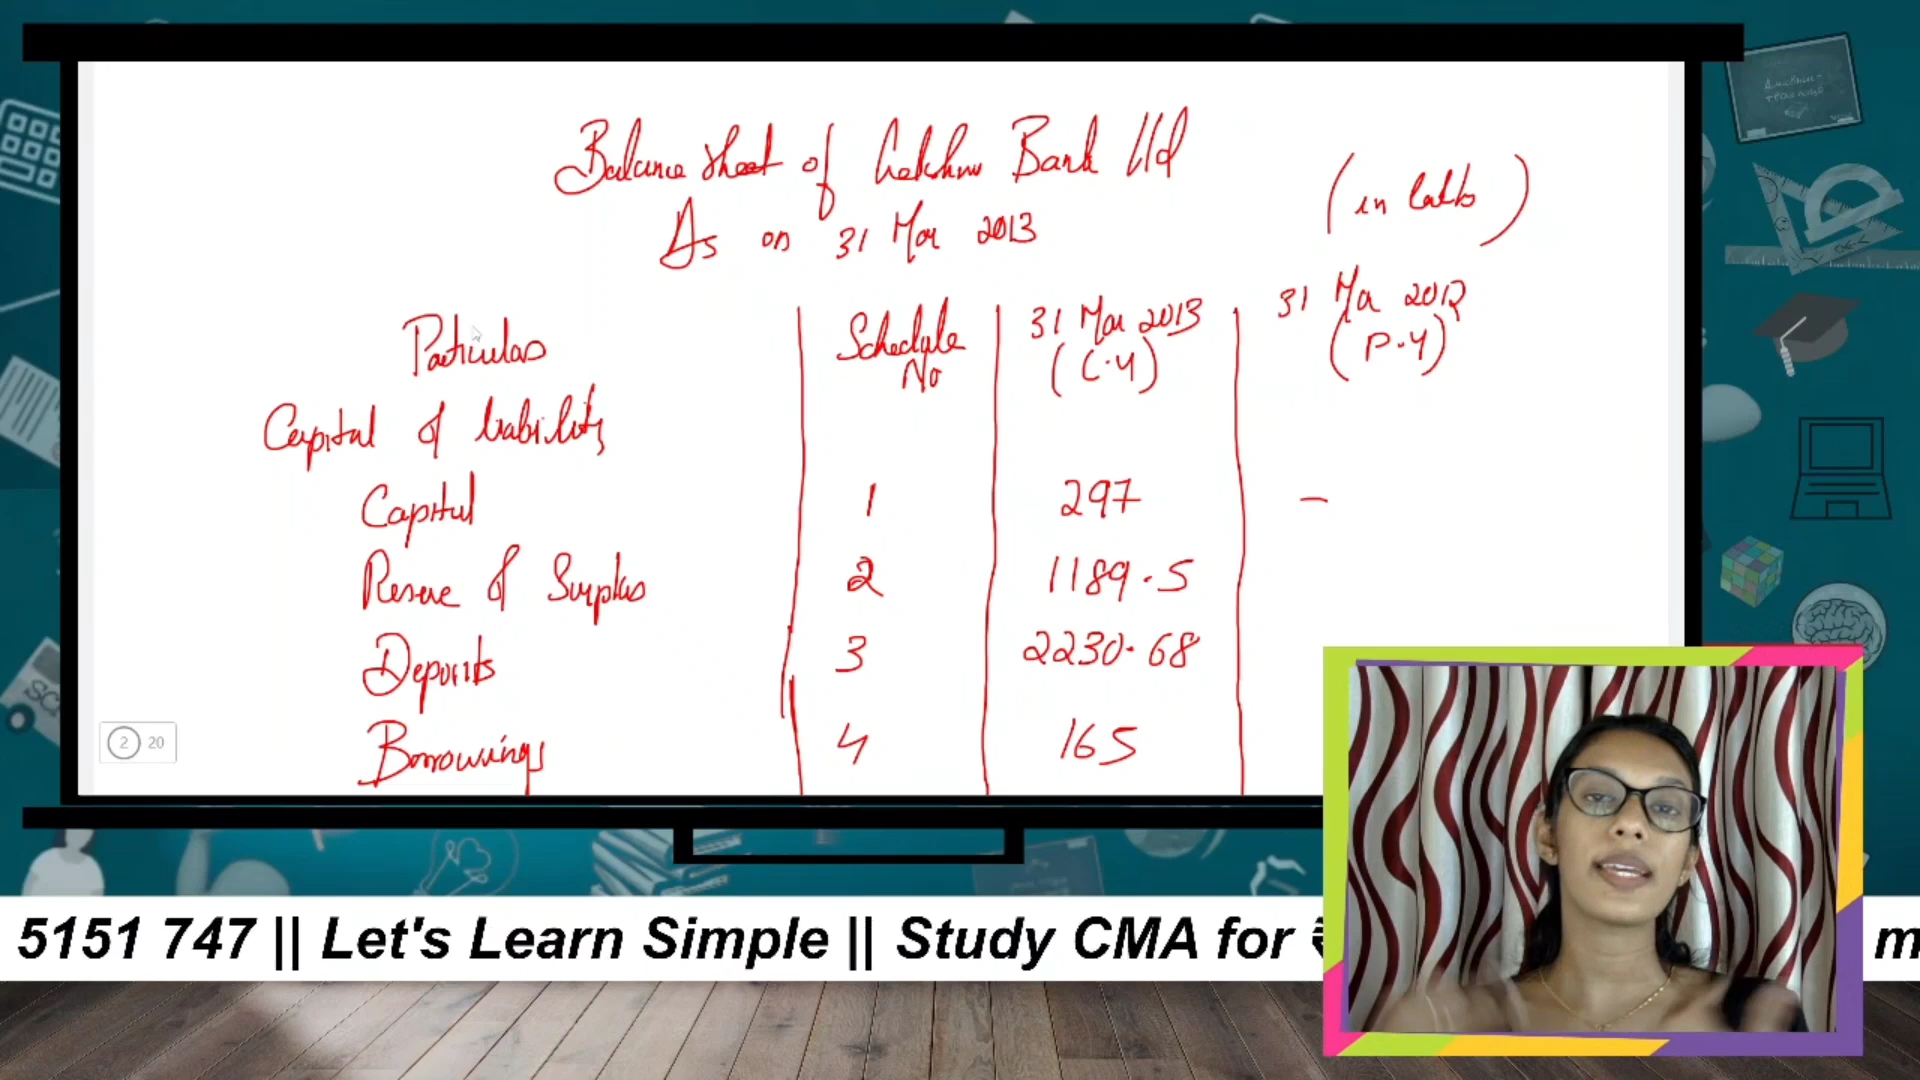 Balance sheet of Bank Ltd
As on 31 Mar 2013
(in lakhs)
Particulars Schedule No 31 Mar 2013 (C.Y) 31 Mar 2012 (P.Y)
Capital & liability
Capital 1 297 –
Reserve & Surplus 2 1189.5
Deposits 3 2230.68
Borrowings 4 165
2 20
5151 747 || Let's Learn Simple || Study CMA for m